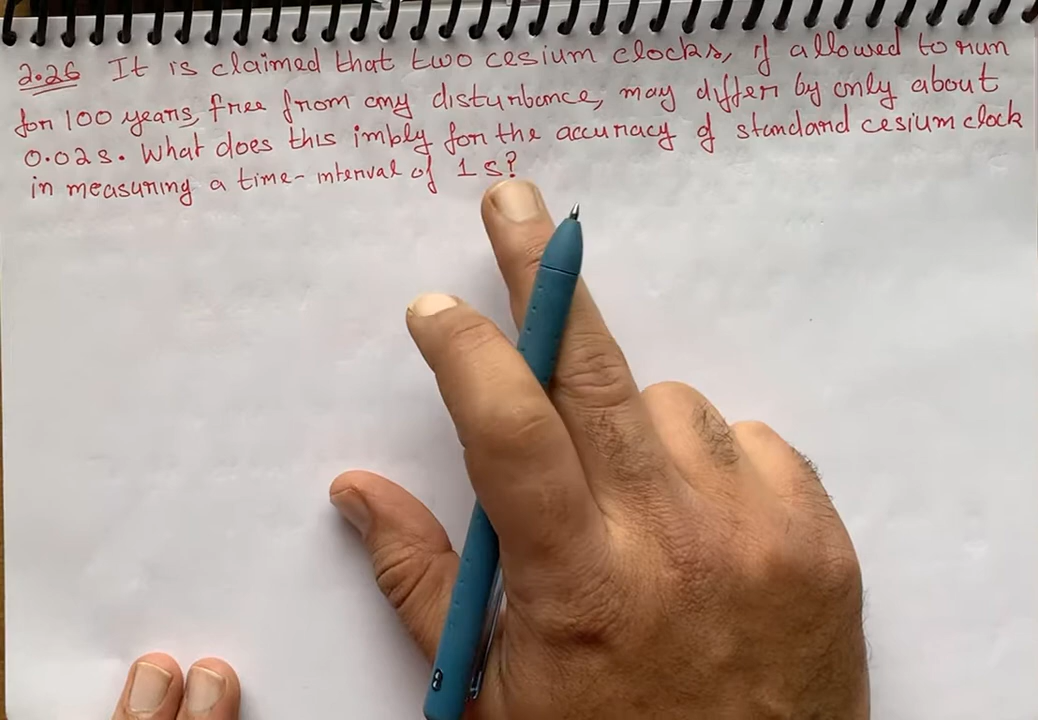 2.26 It is claimed that two cesium clocks, if allowed to run
for 100 years, free from any disturbance, may differ by only about
0.02 s. What does this imbly for the accuracy of standard cesium clock
in measuring a time-interval of 1 s?